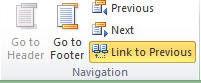 Previous
Next
Go to Header
Go to Footer
Link to Previous
Navigation